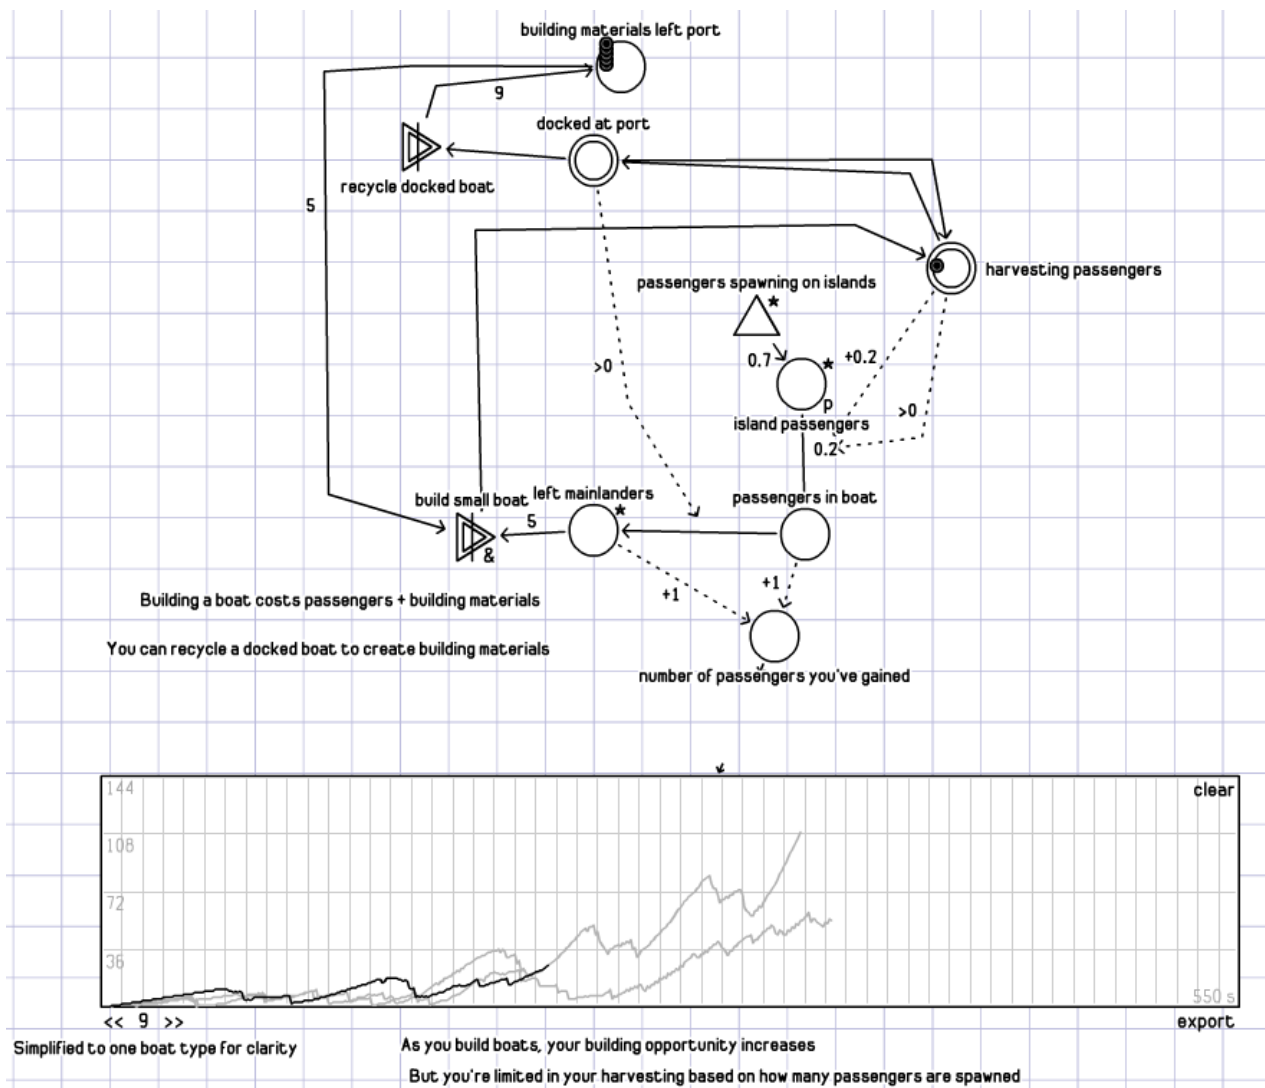 building materials left port
9
docked at port
recycle docked boat
5
harvesting passengers
passengers spawning on islands
*
0.7
*
+0.2
>0
p
>0
island passengers
0.2
build small boat
left mainlanders
*
passengers in boat
5
&
+1
+1
Building a boat costs passengers + building materials
You can recycle a docked boat to create building materials
number of passengers you've gained
144
clear
108
72
36
550 s
<< 9 >>
export
Simplified to one boat type for clarity
As you build boats, your building opportunity increases
But you're limited in your harvesting based on how many passengers are spawned